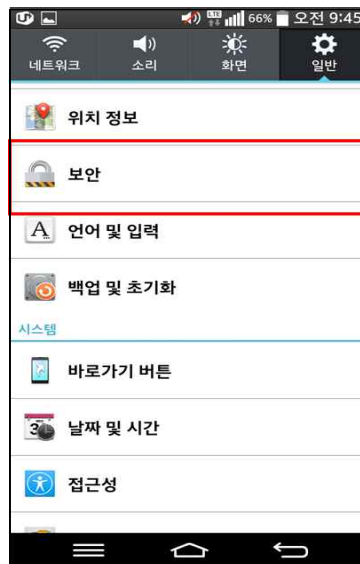 LTE 66% 오전 9:45
네트워크 소리 화면 일반
위치 정보
보안
A 언어 및 입력
백업 및 초기화
시스템
바로가기 버튼
날짜 및 시간
접근성